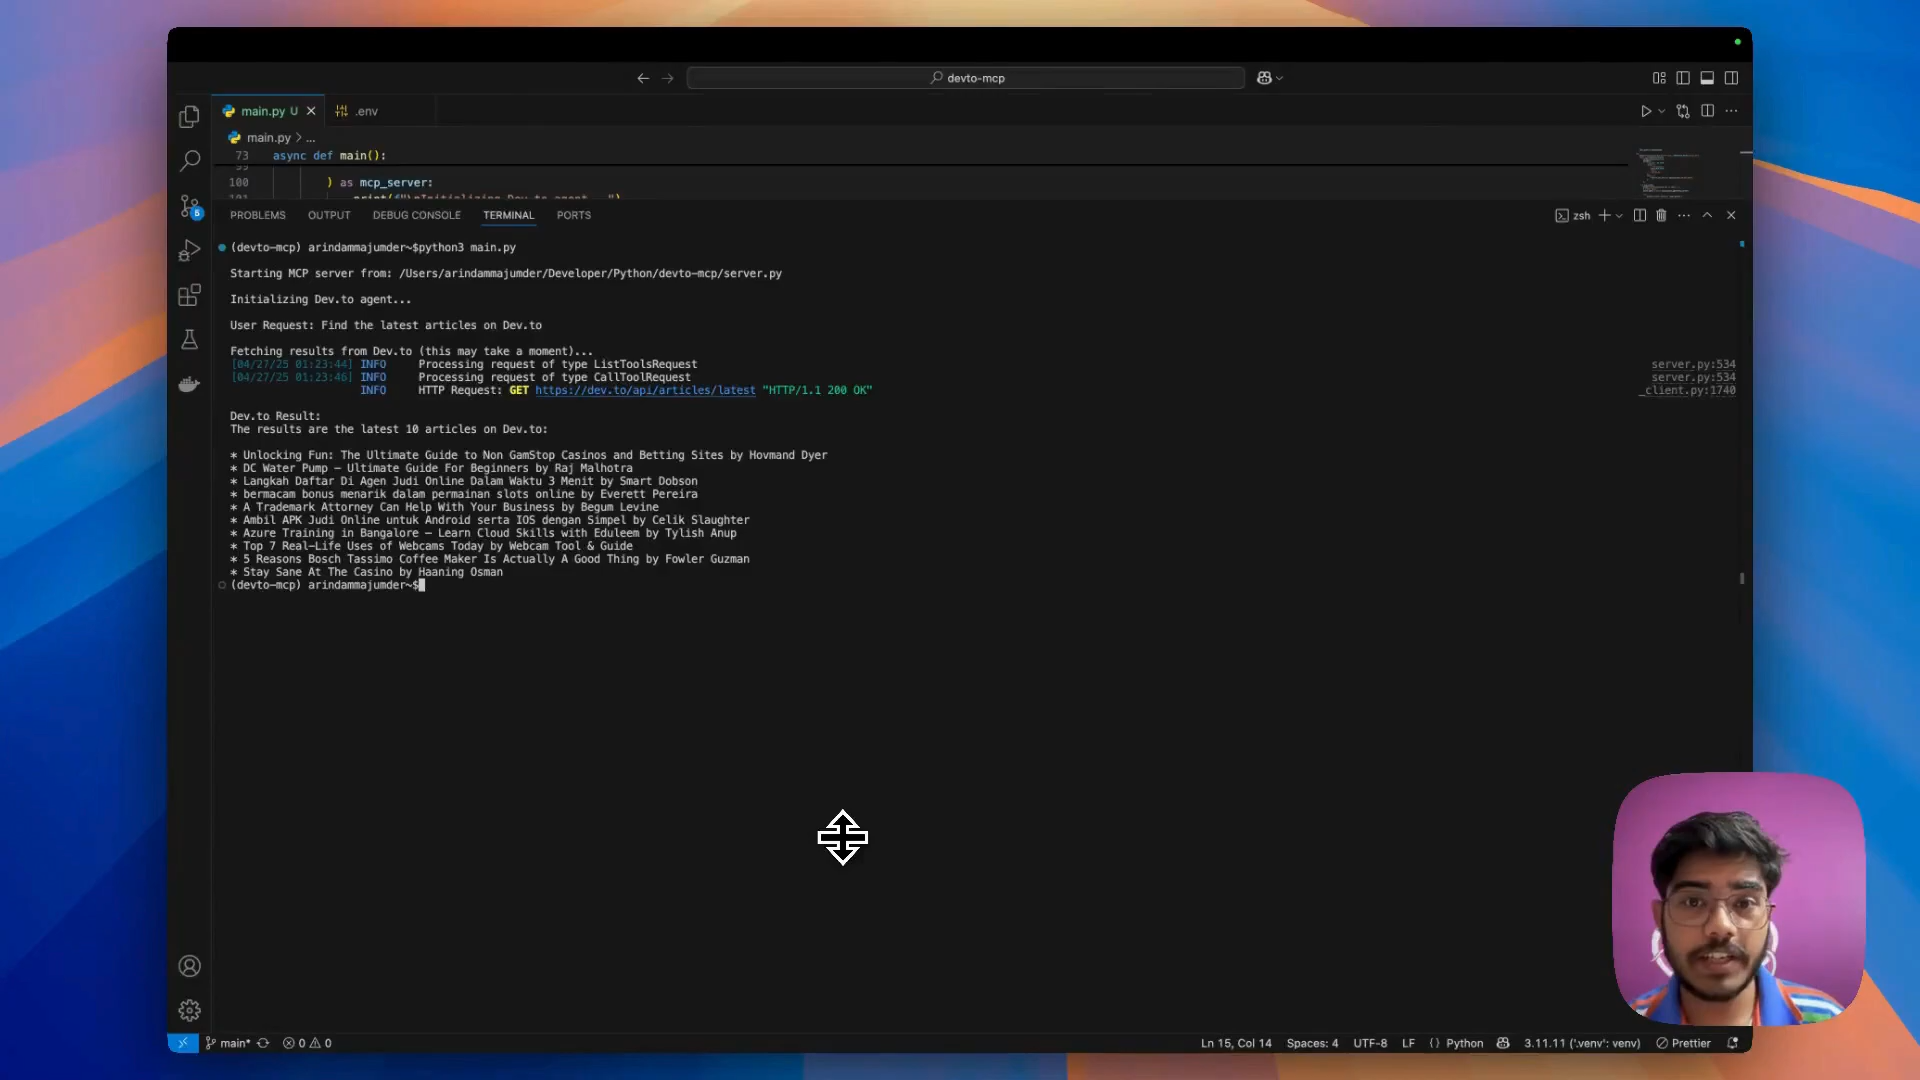 devto-mcp
main.py U
.env
main.py > ...
73 async def main():
99
100 ) as mcp_server:
101 print(f"\nInitializing Dev.to agent...")
PROBLEMS OUTPUT DEBUG CONSOLE TERMINAL PORTS
zsh
(devto-mcp) arindammajumder~$python3 main.py
Starting MCP server from: /Users/arindammajumder/Developer/Python/devto-mcp/server.py
Initializing Dev.to agent...
User Request: Find the latest articles on Dev.to
Fetching results from Dev.to (this may take a moment)...
[04/27/25 01:23:44] INFO Processing request of type ListToolsRequest server.py:534
[04/27/25 01:23:46] INFO Processing request of type CallToolRequest server.py:534
INFO HTTP Request: GET https://dev.to/api/articles/latest "HTTP/1.1 200 OK" _client.py:1740
Dev.to Result:
The results are the latest 10 articles on Dev.to:
* Unlocking Fun: The Ultimate Guide to Non GamStop Casinos and Betting Sites by Hovmand Dyer
* DC Water Pump – Ultimate Guide For Beginners by Raj Malhotra
* Langkah Daftar Di Agen Judi Online Dalam Waktu 3 Menit by Smart Dobson
* bermacam bonus menarik dalam permainan slots online by Everett Pereira
* A Trademark Attorney Can Help With Your Business by Begum Levine
* Ambil APK Judi Online untuk Android serta IOS dengan Simpel by Celik Slaughter
* Azure Training in Bangalore – Learn Cloud Skills with Eduleem by Tylish Anup
* Top 7 Real-Life Uses of Webcams Today by Webcam Tool & Guide
* 5 Reasons Bosch Tassimo Coffee Maker Is Actually A Good Thing by Fowler Guzman
* Stay Sane At The Casino by Haaning Osman
(devto-mcp) arindammajumder~$
main* 0 0 Ln 15, Col 14 Spaces: 4 UTF-8 LF {} Python 3.11.11 ('.venv': venv) Prettier